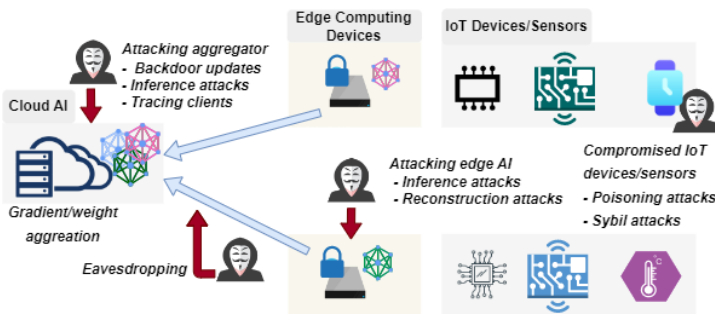 Edge Computing
Devices
IoT Devices/Sensors
Attacking aggregator
- Backdoor updates
- Inference attacks
- Tracing clients
Cloud AI
Gradient/weight
aggreation
Attacking edge AI
- Inference attacks
- Reconstruction attacks
Compromised IoT
devices/sensors
- Poisoning attacks
- Sybil attacks
Eavesdropping
°C